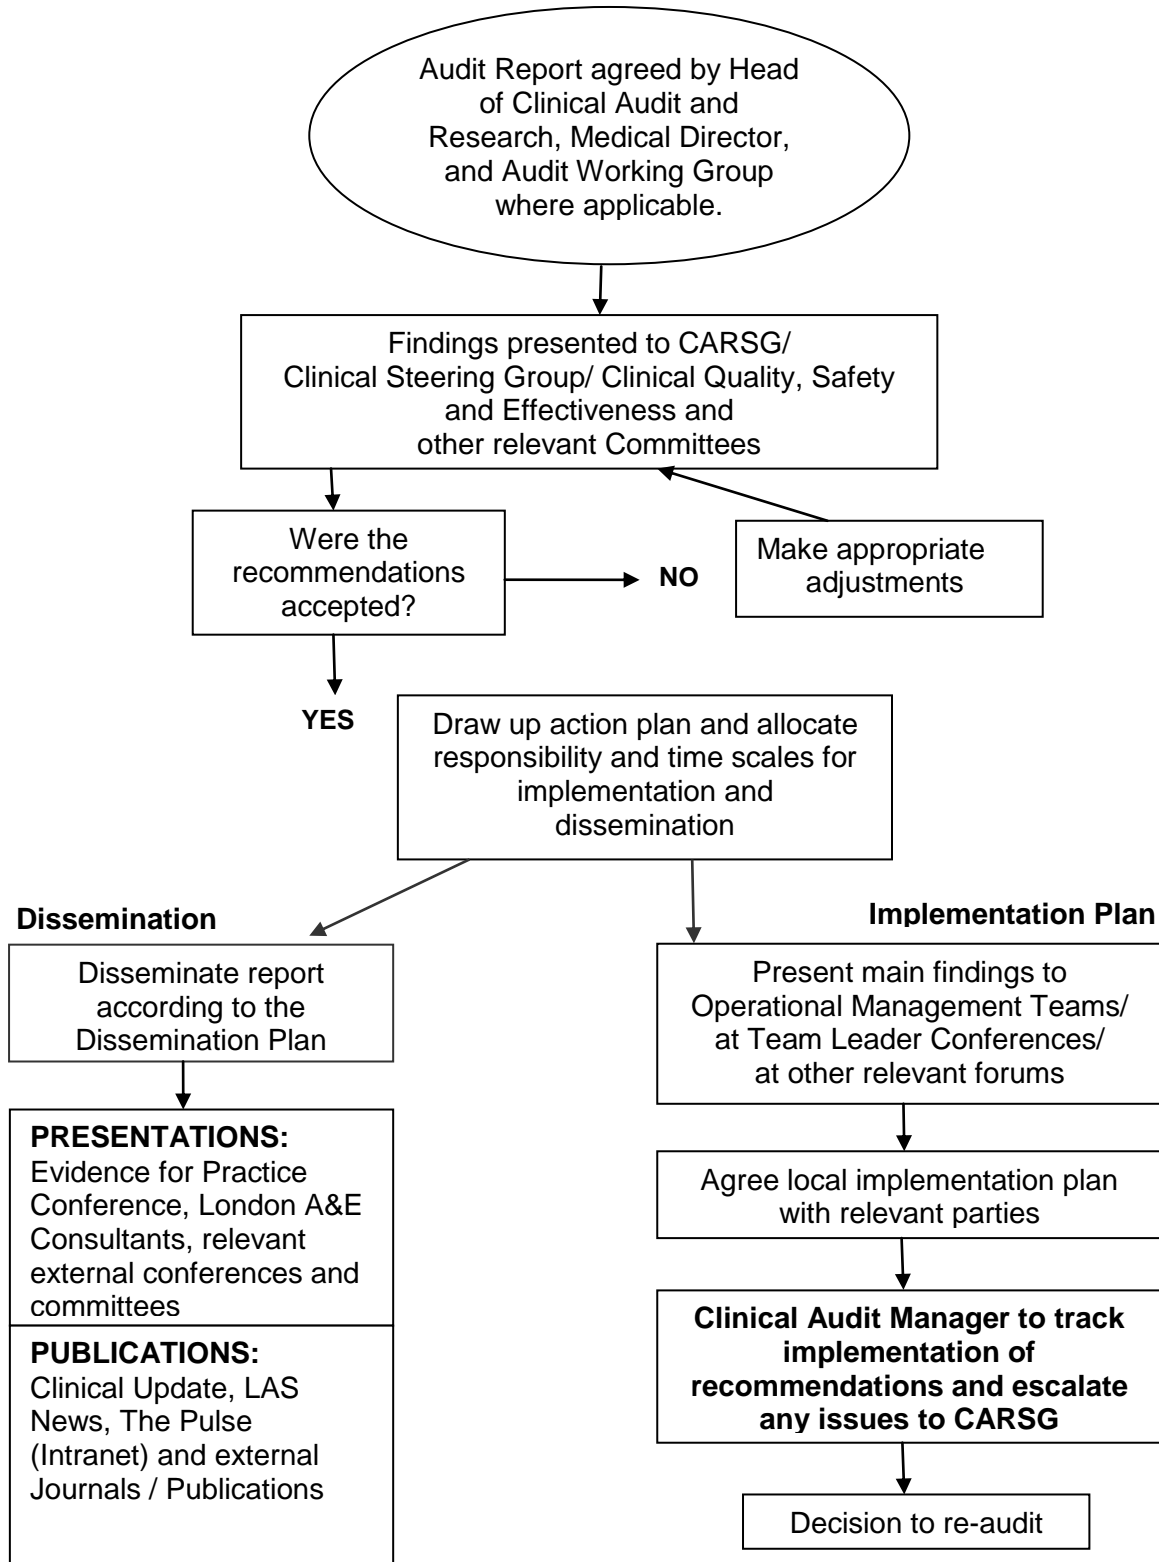 Audit Report agreed by Head
of Clinical Audit and
Research, Medical Director,
and Audit Working Group
where applicable.
Findings presented to CARSG/
Clinical Steering Group/ Clinical Quality, Safety
and Effectiveness and
other relevant Committees
Were the
recommendations
accepted?
NO
Make appropriate
adjustments
YES
Draw up action plan and allocate
responsibility and time scales for
implementation and
dissemination
Dissemination
Disseminate report
according to the
Dissemination Plan
PRESENTATIONS:
Evidence for Practice
Conference, London A&E
Consultants, relevant
external conferences and
committees
PUBLICATIONS:
Clinical Update, LAS
News, The Pulse
(Intranet) and external
Journals / Publications
Implementation Plan
Present main findings to
Operational Management Teams/
at Team Leader Conferences/
at other relevant forums
Agree local implementation plan
with relevant parties
Clinical Audit Manager to track
implementation of
recommendations and escalate
any issues to CARSG
Decision to re-audit